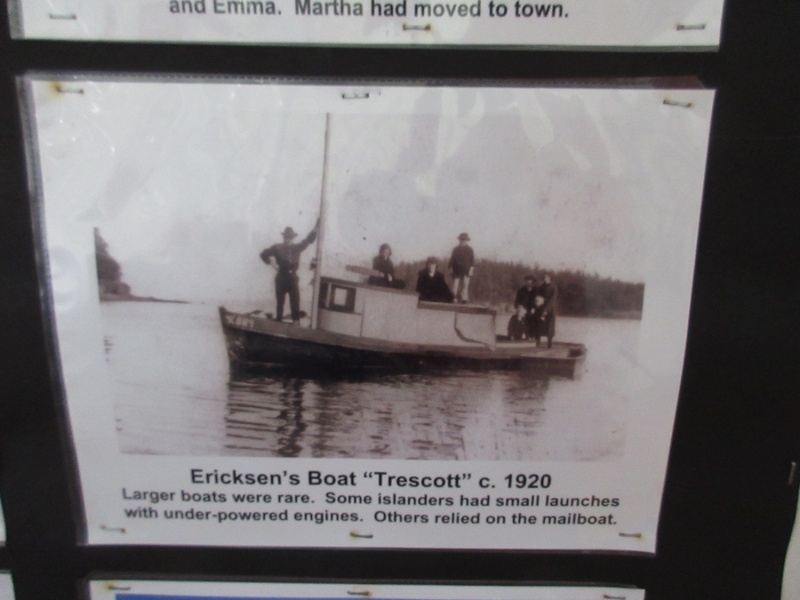 and Emma. Martha had moved to town.
Ericksen's Boat "Trescott" c. 1920
Larger boats were rare. Some islanders had small launches
with under-powered engines. Others relied on the mailboat.